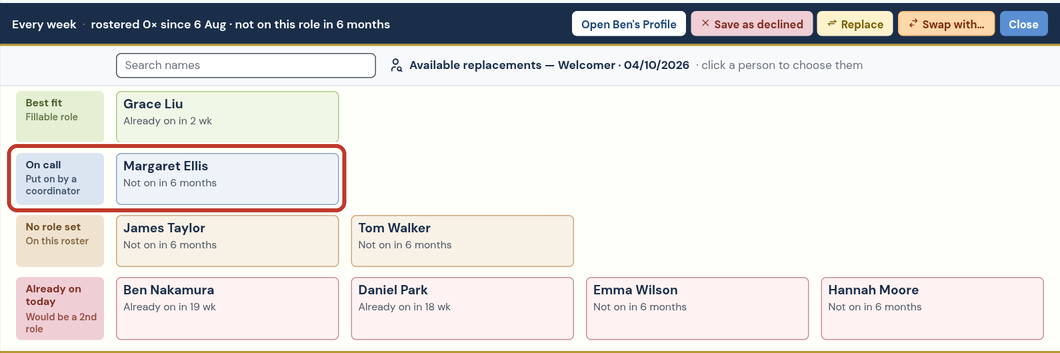 Every week · rostered 0× since 6 Aug · not on this role in 6 months
Open Ben's Profile
× Save as declined
Replace
Swap with...
Close
Search names
Available replacements — Welcomer · 04/10/2026 · click a person to choose them
Best fit
Fillable role
Grace Liu
Already on in 2 wk
On call
Put on by a
coordinator
Margaret Ellis
Not on in 6 months
No role set
On this roster
James Taylor
Not on in 6 months
Tom Walker
Not on in 6 months
Already on
today
Would be a 2nd
role
Ben Nakamura
Already on in 19 wk
Daniel Park
Already on in 18 wk
Emma Wilson
Not on in 6 months
Hannah Moore
Not on in 6 months